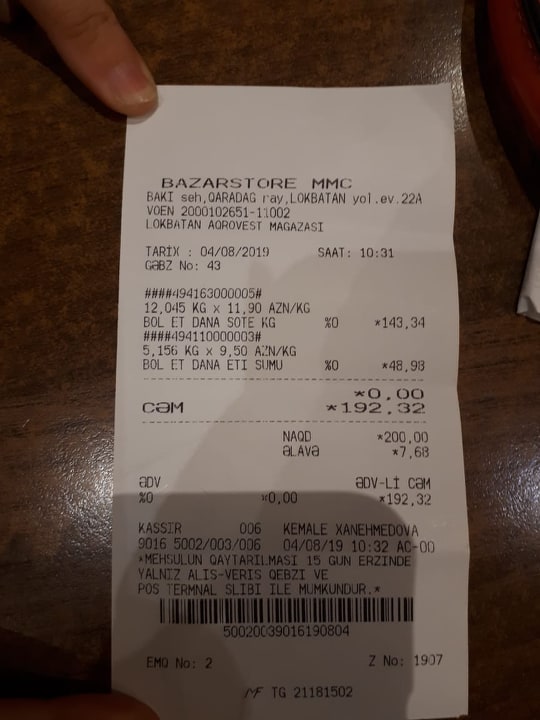 BAZARSTORE MMC
BAKI seh,QARADAG ray,LOKBATAN yol.ev.22A
VOEN 2000102651-11002
LOKBATAN AQROVEST MAGAZASI
TARİX : 04/08/2019 SAAT: 10:31
GƏBZ No: 43
####494163000005#
12,045 KG x 11,90 AZN/KG
BOL ET DANA SOTE KG %0 *143,34
####494110000003#
5,156 KG x 9,50 AZN/KG
BOL ET DANA ETI SUMU %0 *48,98
*0,00
CƏM *192,32
NAQD *200,00
ƏLAVƏ *7,68
ƏDV ƏDV-Lİ CƏM
%0 *0,00 *192,32
KASSIR 006 KEMALE XANEHMEDOVA
9016 5002/003/006 04/08/19 10:32 AC-00
*MEHSULUN QAYTARILMASI 15 GUN ERZINDE
YALNIZ ALIS-VERIS QEBZI VE
POS TERMNAL SLIBI ILE MUMKUNDUR.*
50020039016190804
EMO No: 2 Z No: 1907
MF TG 21181502